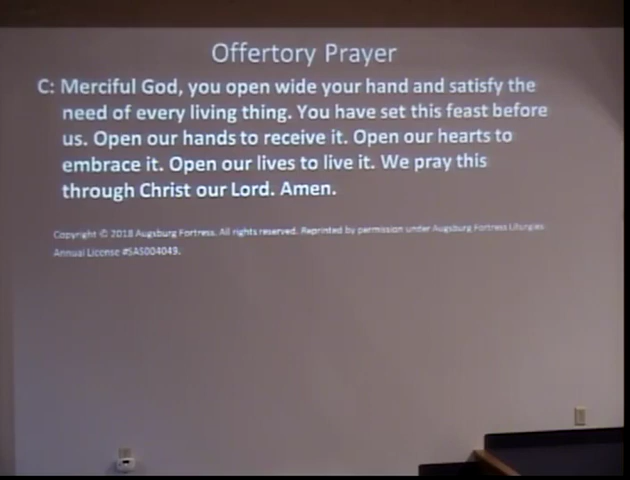 Offertory Prayer
C: Merciful God, you open wide your hand and satisfy the
need of every living thing. You have set this feast before
us. Open our hands to receive it. Open our hearts to
embrace it. Open our lives to live it. We pray this
through Christ our Lord. Amen.
Copyright © 2018 Augsburg Fortress. All rights reserved. Reprinted by permission under Augsburg Fortress Liturgies
Annual License #SAS004049.